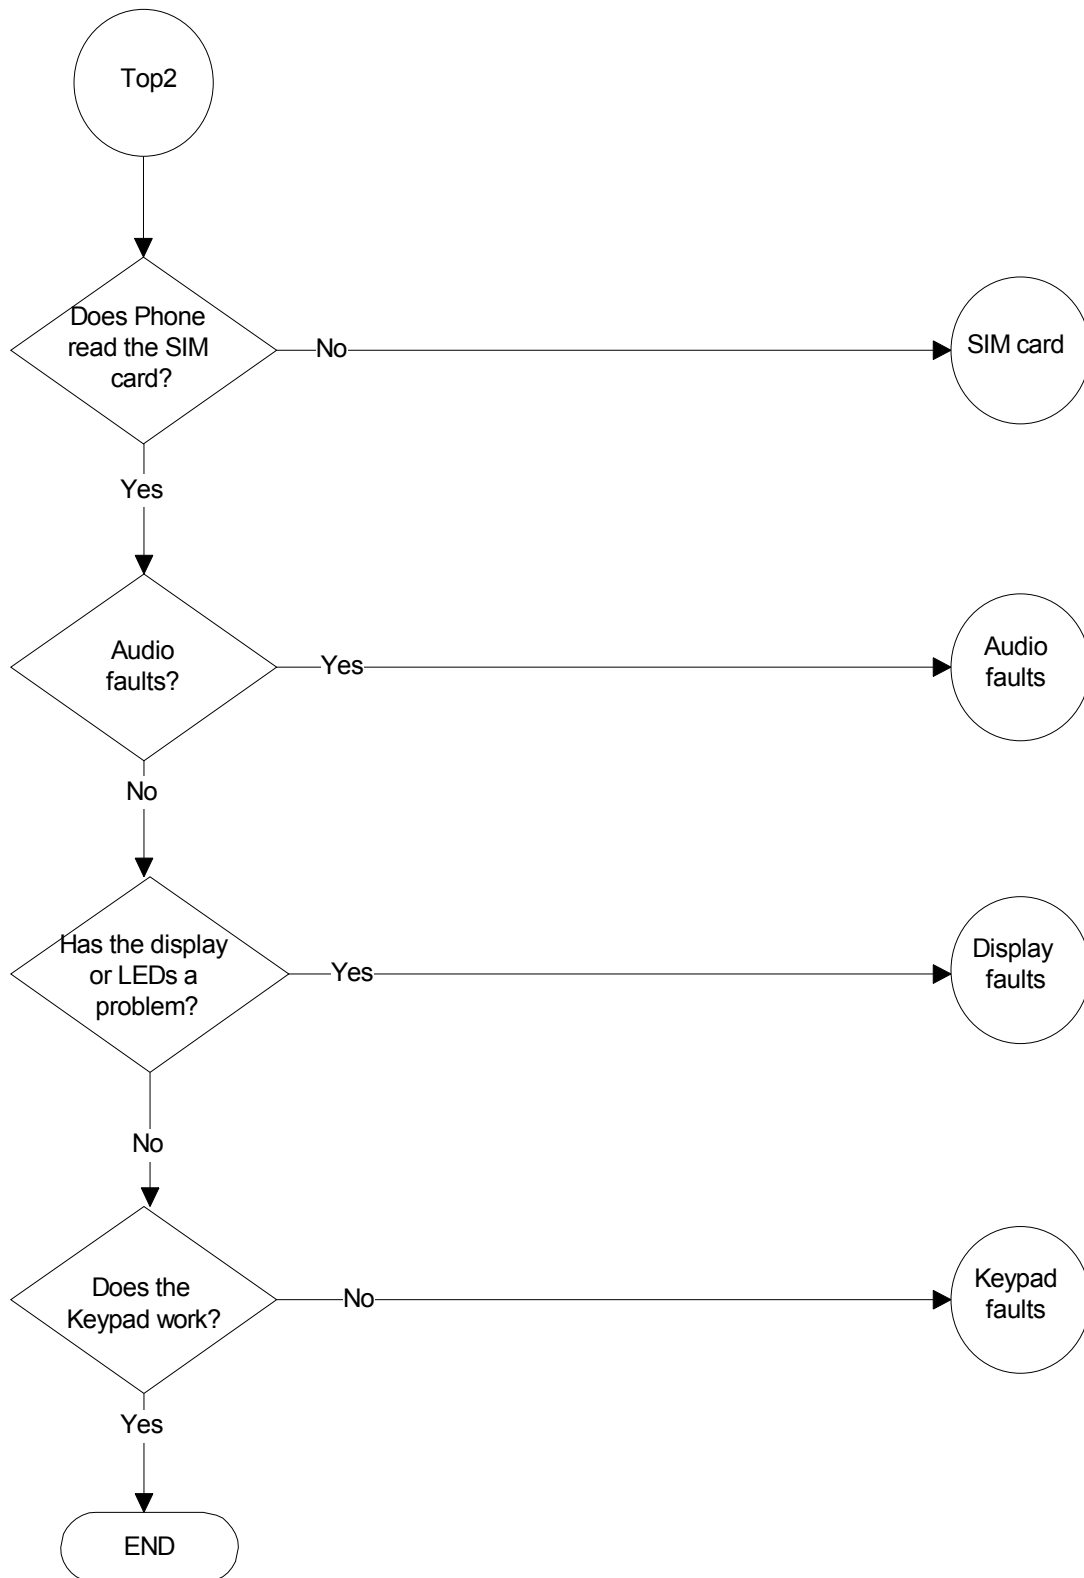 Top2
Does Phone
read the SIM
card?
No
SIM card
Yes
Audio
faults?
Yes
Audio
faults
No
Has the display
or LEDs a
problem?
Yes
Display
faults
No
Does the
Keypad work?
No
Keypad
faults
Yes
END